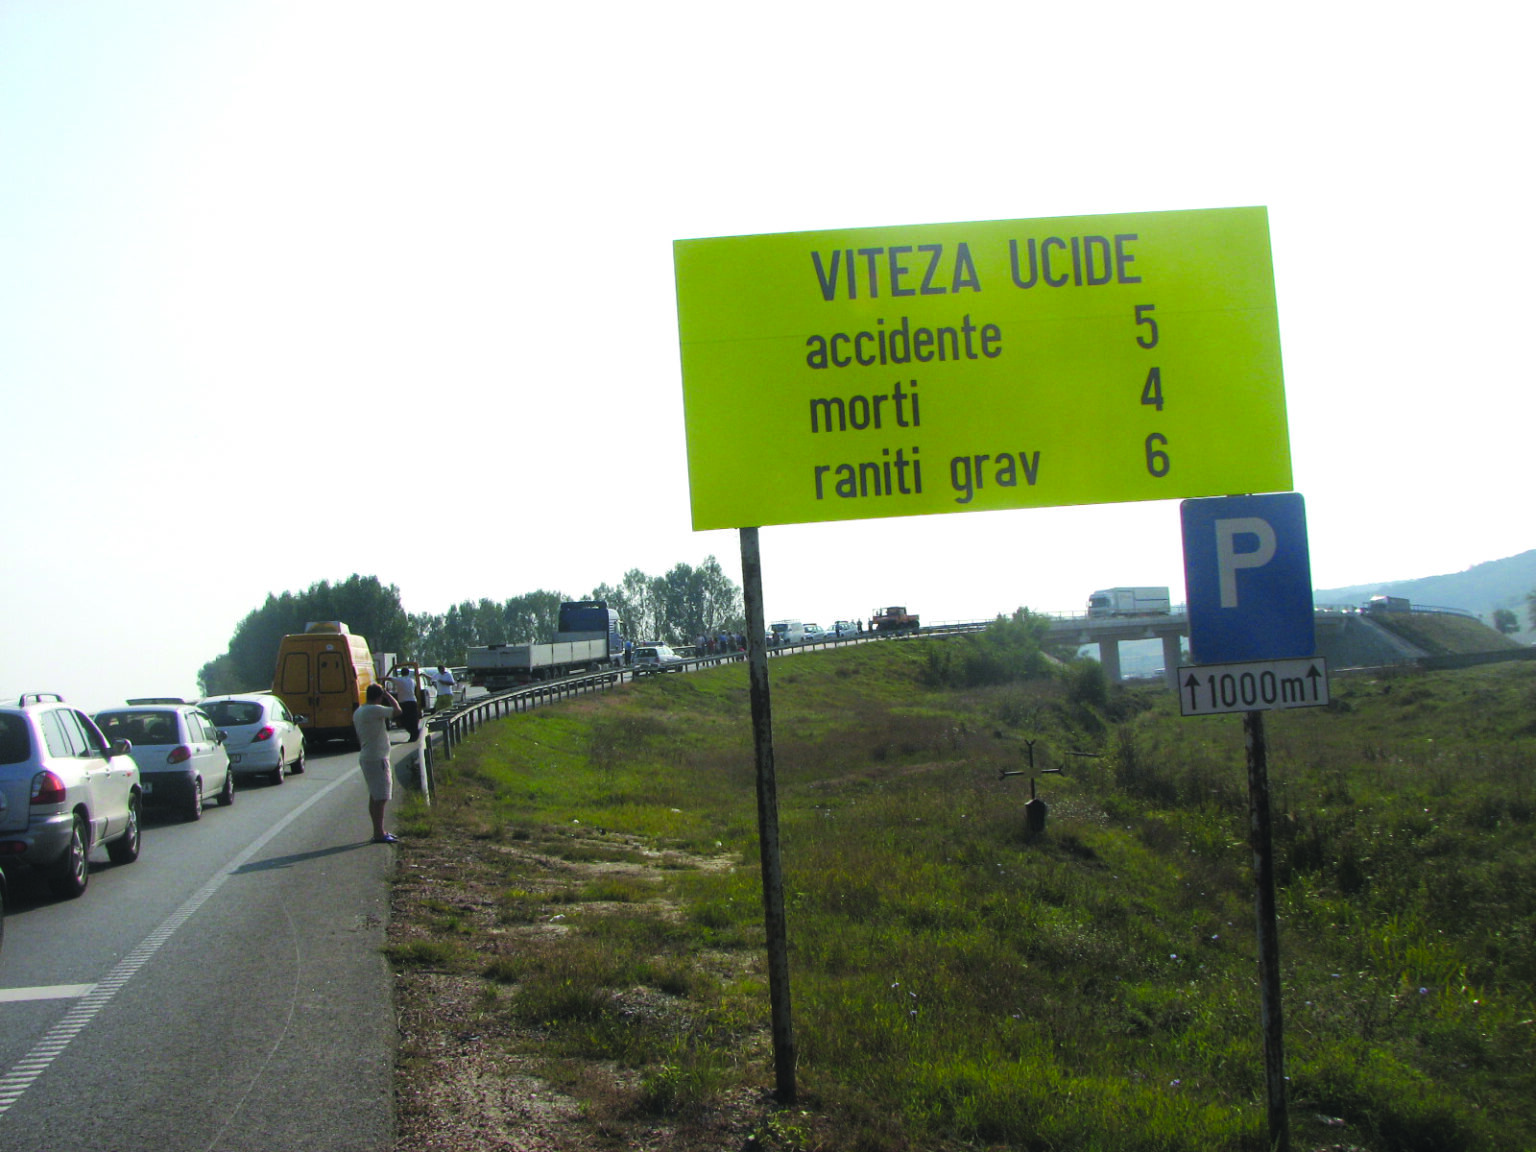 VITEZA UCIDE
accidente 5
morti 4
raniti grav 6
P
↑1000m↑